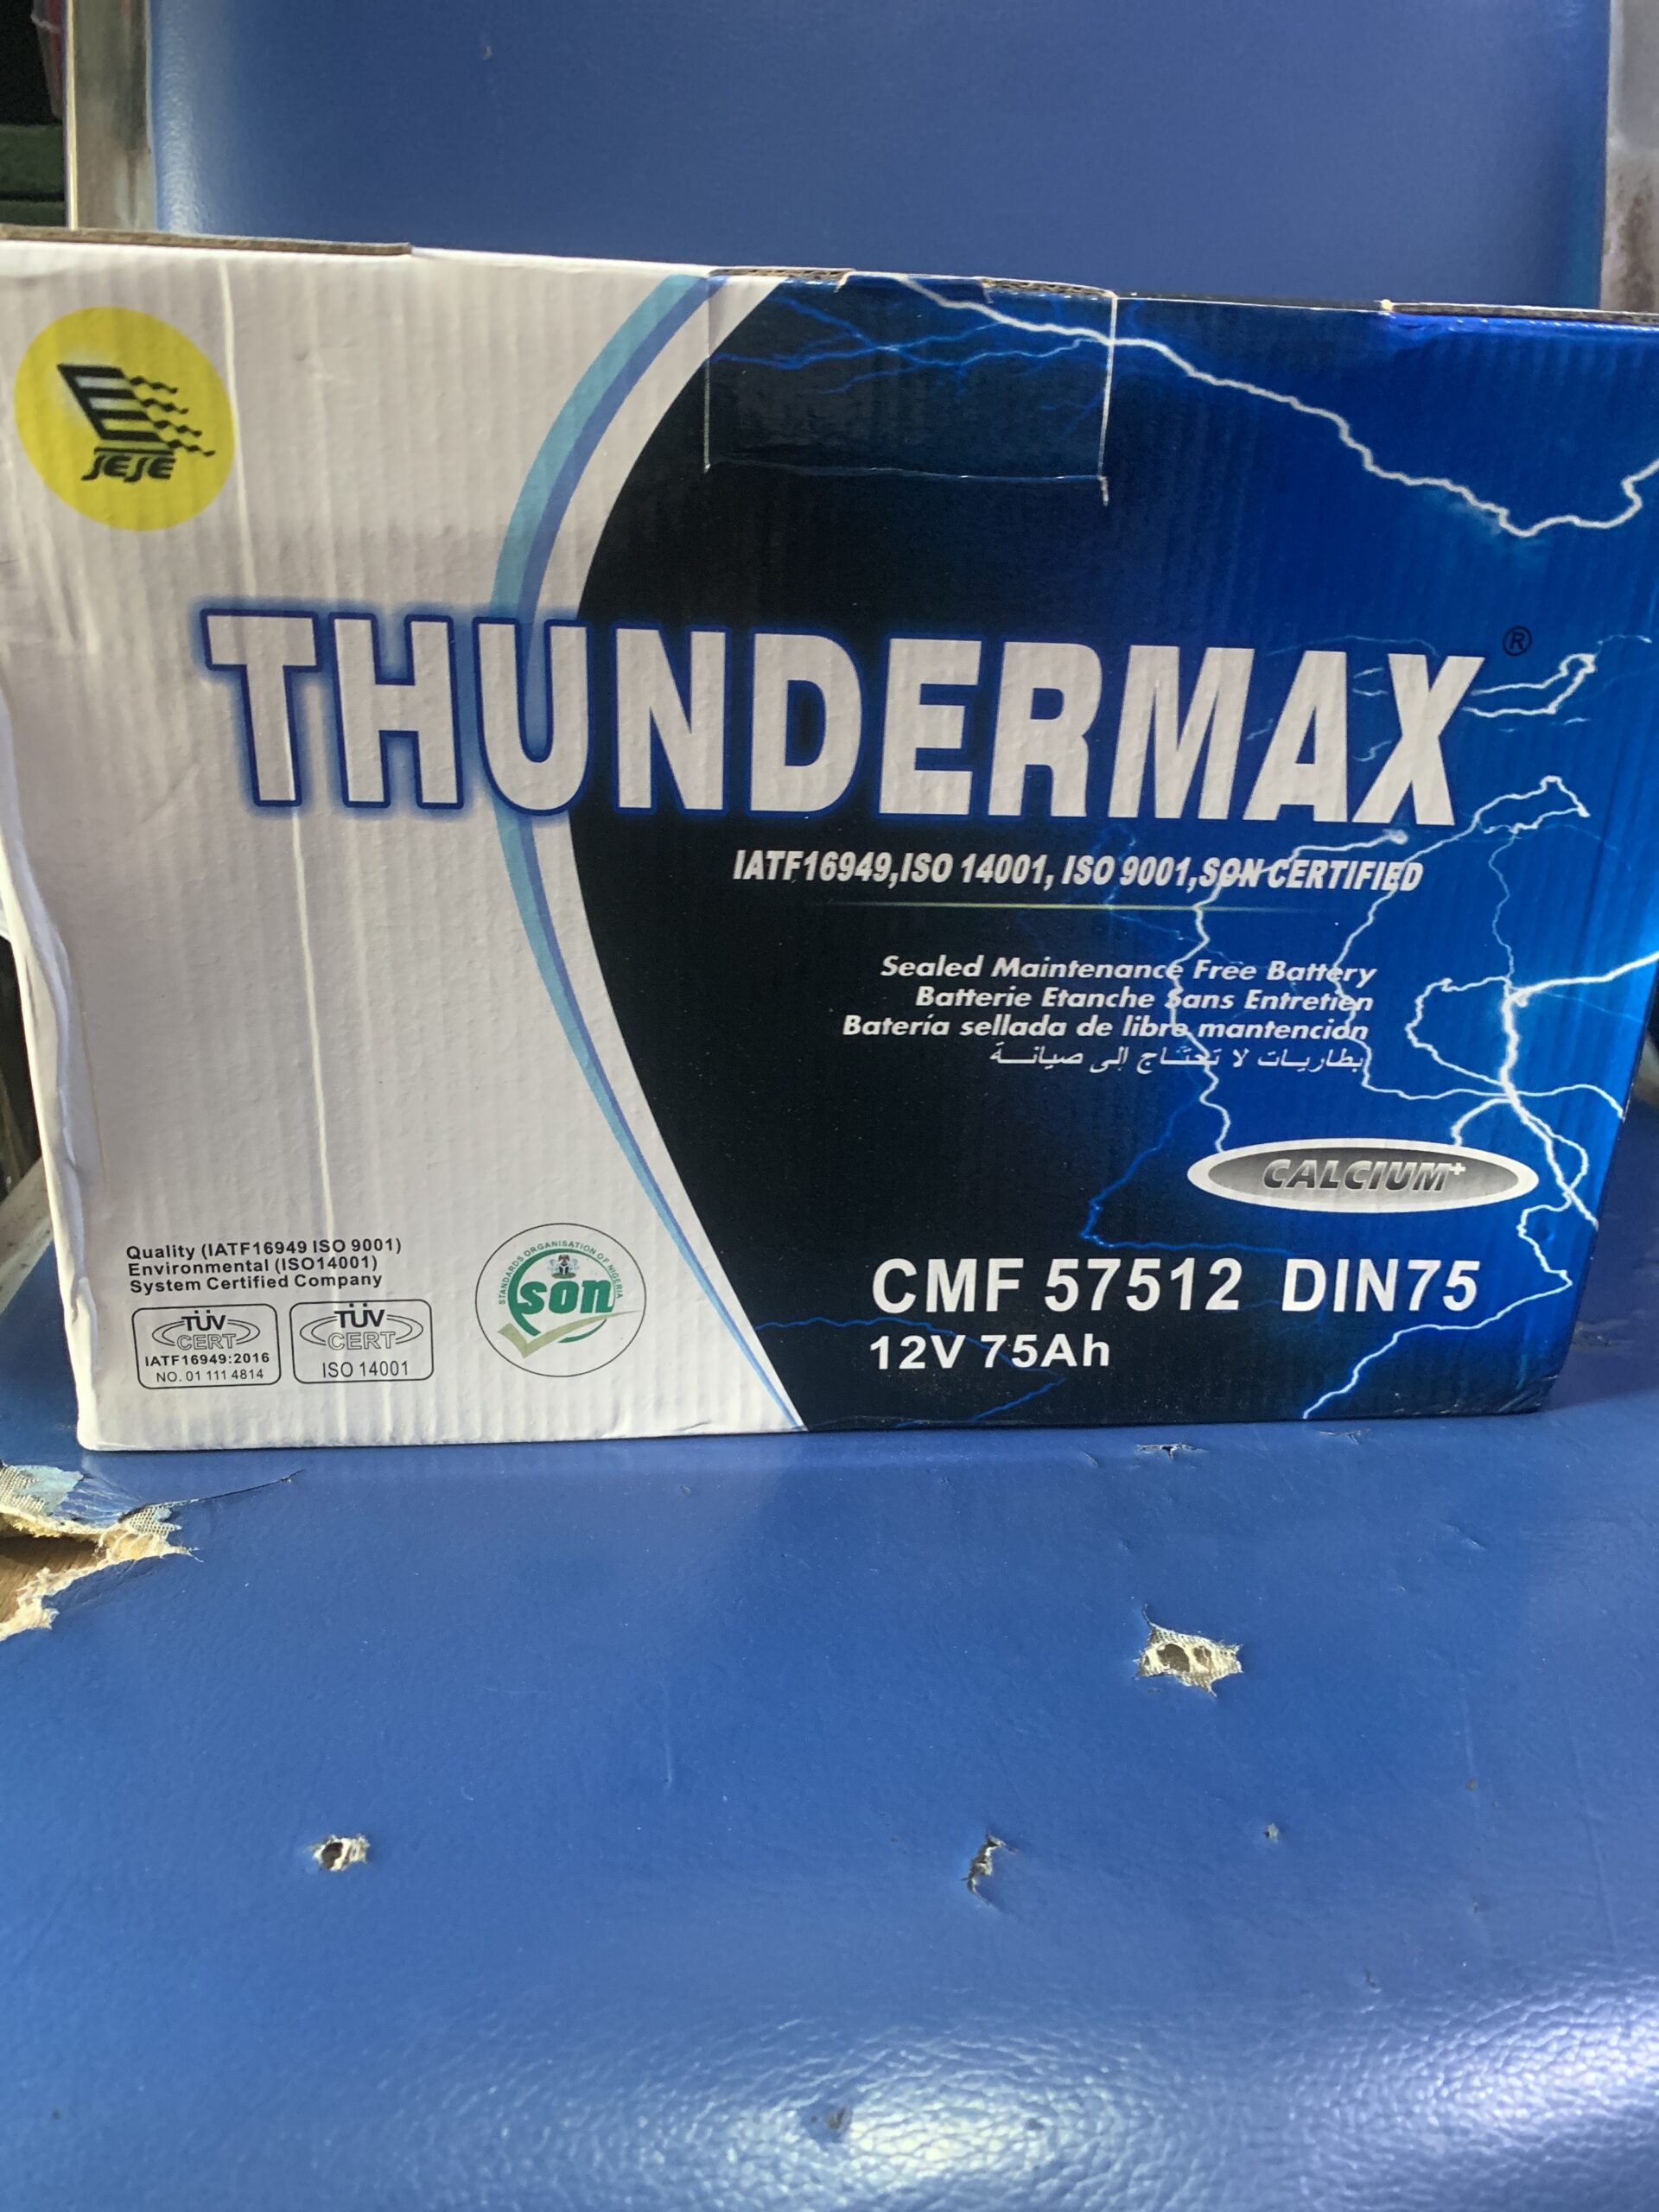 JEJE
THUNDERMAX ®
IATF16949,ISO 14001, ISO 9001,SON CERTIFIED
Sealed Maintenance Free Battery
Batterie Etanche Sans Entretien
Batería sellada de libre mantención
بطاريات لا تحتاج إلى صيانة
CALCIUM+
Quality (IATF16949 ISO 9001)
Environmental (ISO14001)
System Certified Company
TÜV
CERT
IATF16949:2016
NO. 01 111 4814
TÜV
CERT
ISO 14001
STANDARDS ORGANISATION OF NIGERIA
son
CMF 57512 DIN75
12V 75Ah